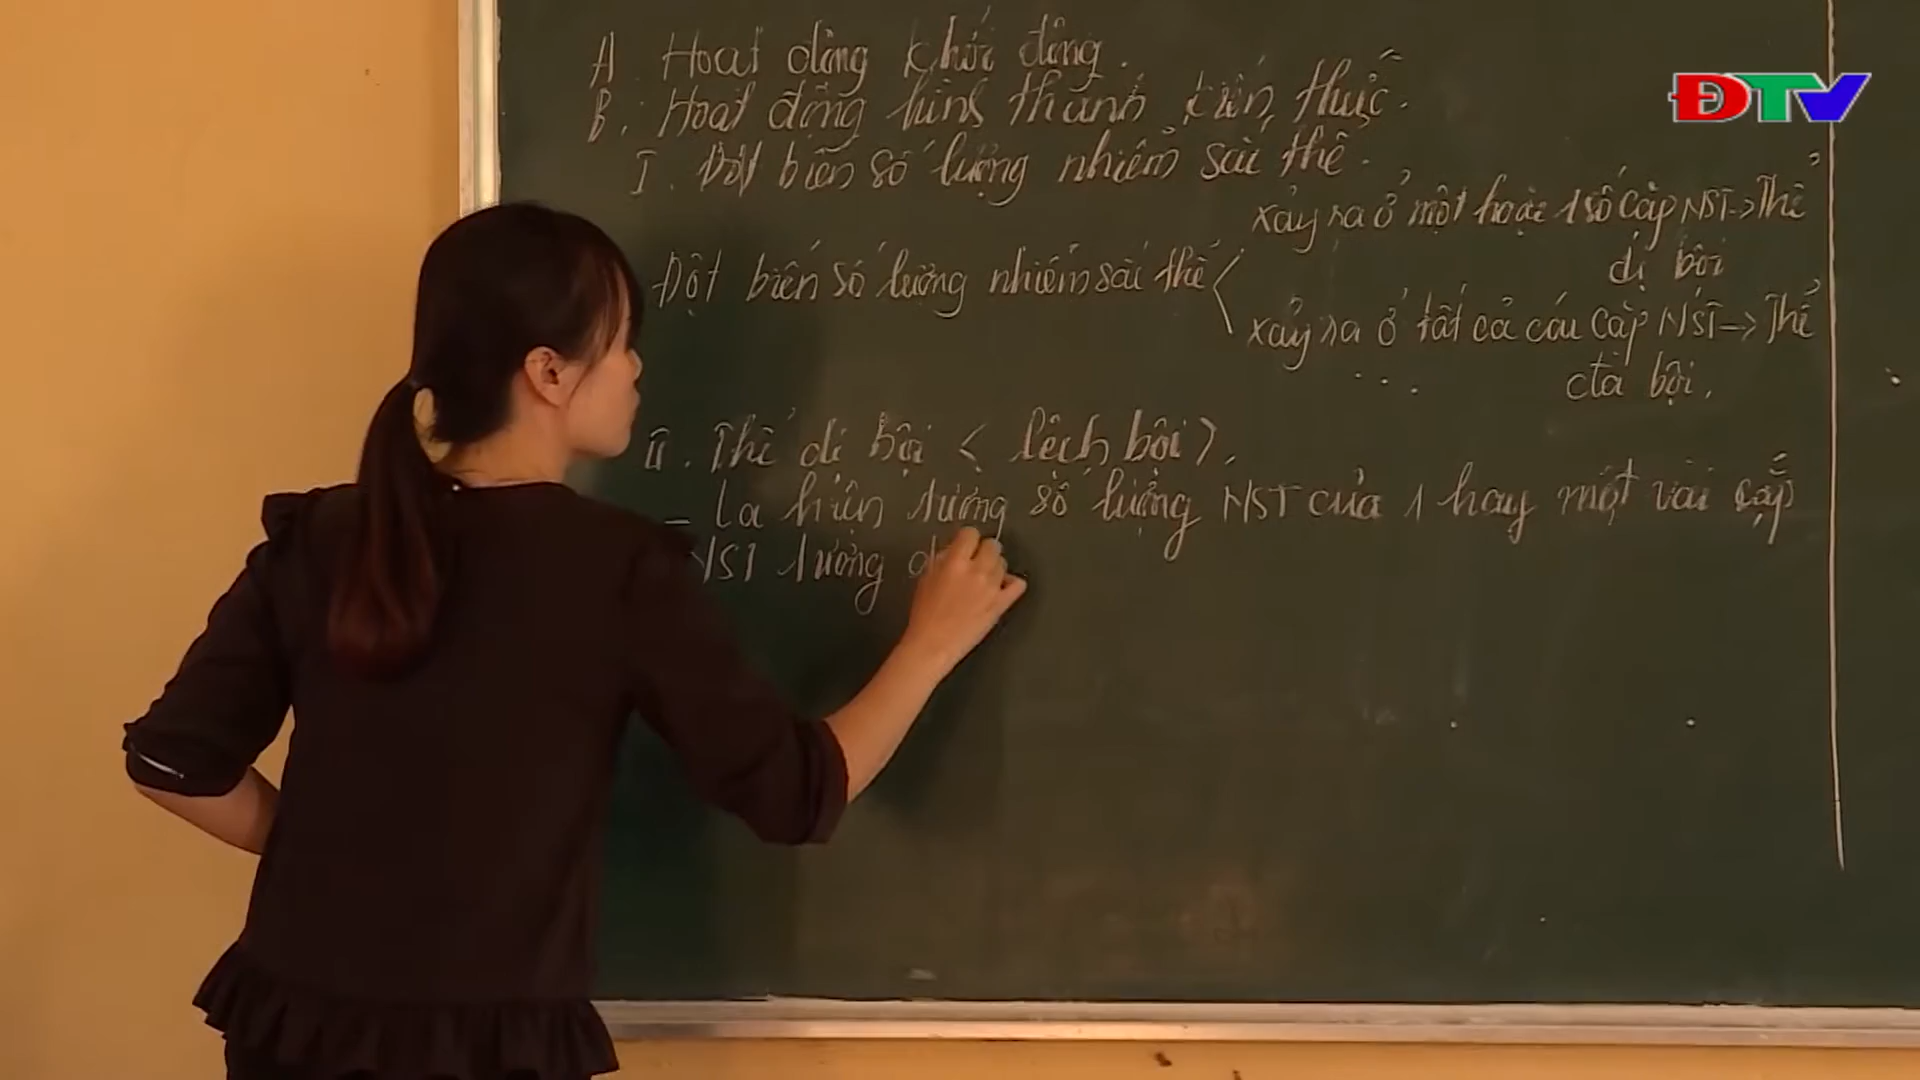 A. Hoạt động khởi động.
B. Hoạt động hình thành kiến thức.
I. Đột biến số lượng nhiễm sắc thể.
Đột biến số lượng nhiễm sắc thể <
xảy ra ở một hoặc 1 số cặp NST -> Thể
dị bội
xảy ra ở tất cả các cặp NST -> Thể
đa bội.
II. Thể dị bội < lệch bội >.
- Là hiện tượng số lượng NST của 1 hay một vài cặp
NST tương
ĐTV